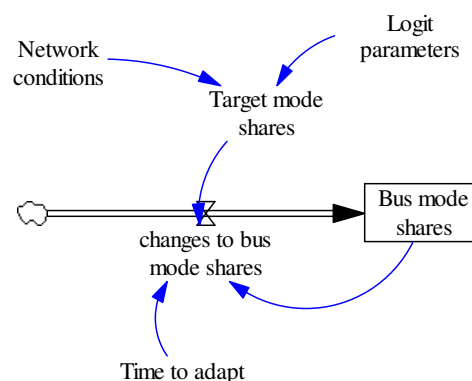 Logit
parameters
Network
conditions
Target mode
shares
Bus mode
shares
changes to bus
mode shares
Time to adapt